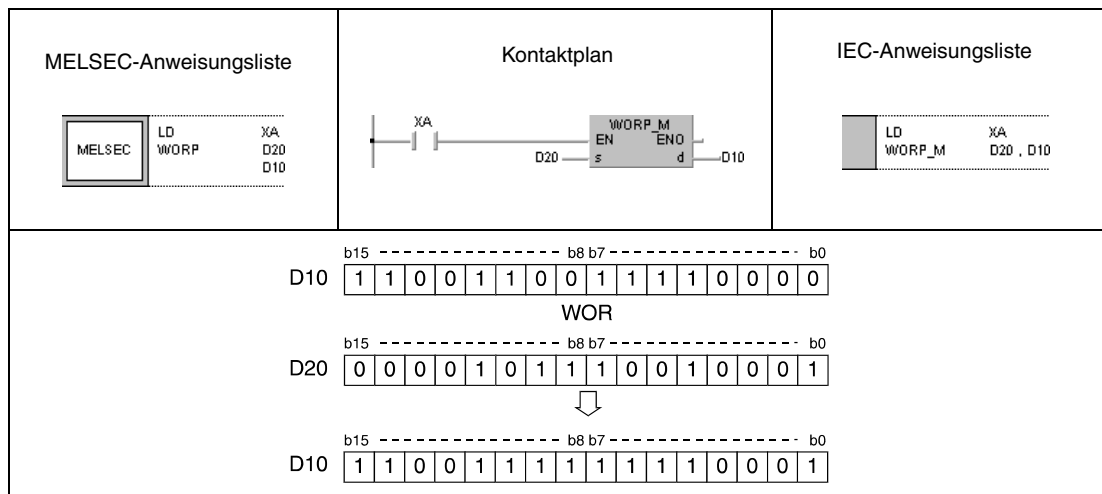 MELSEC-Anweisungsliste
MELSEC
LD XA
WORP D20
D10
Kontaktplan
XA
WORP_M
EN ENO
D20 s d D10
IEC-Anweisungsliste
LD XA
WORP_M D20 , D10
b15 b8 b7 b0
D10 1 1 0 0 1 1 0 0 1 1 1 1 0 0 0 0
WOR
b15 b8 b7 b0
D20 0 0 0 0 1 0 1 1 1 0 0 1 0 0 0 1
b15 b8 b7 b0
D10 1 1 0 0 1 1 1 1 1 1 1 1 0 0 0 1